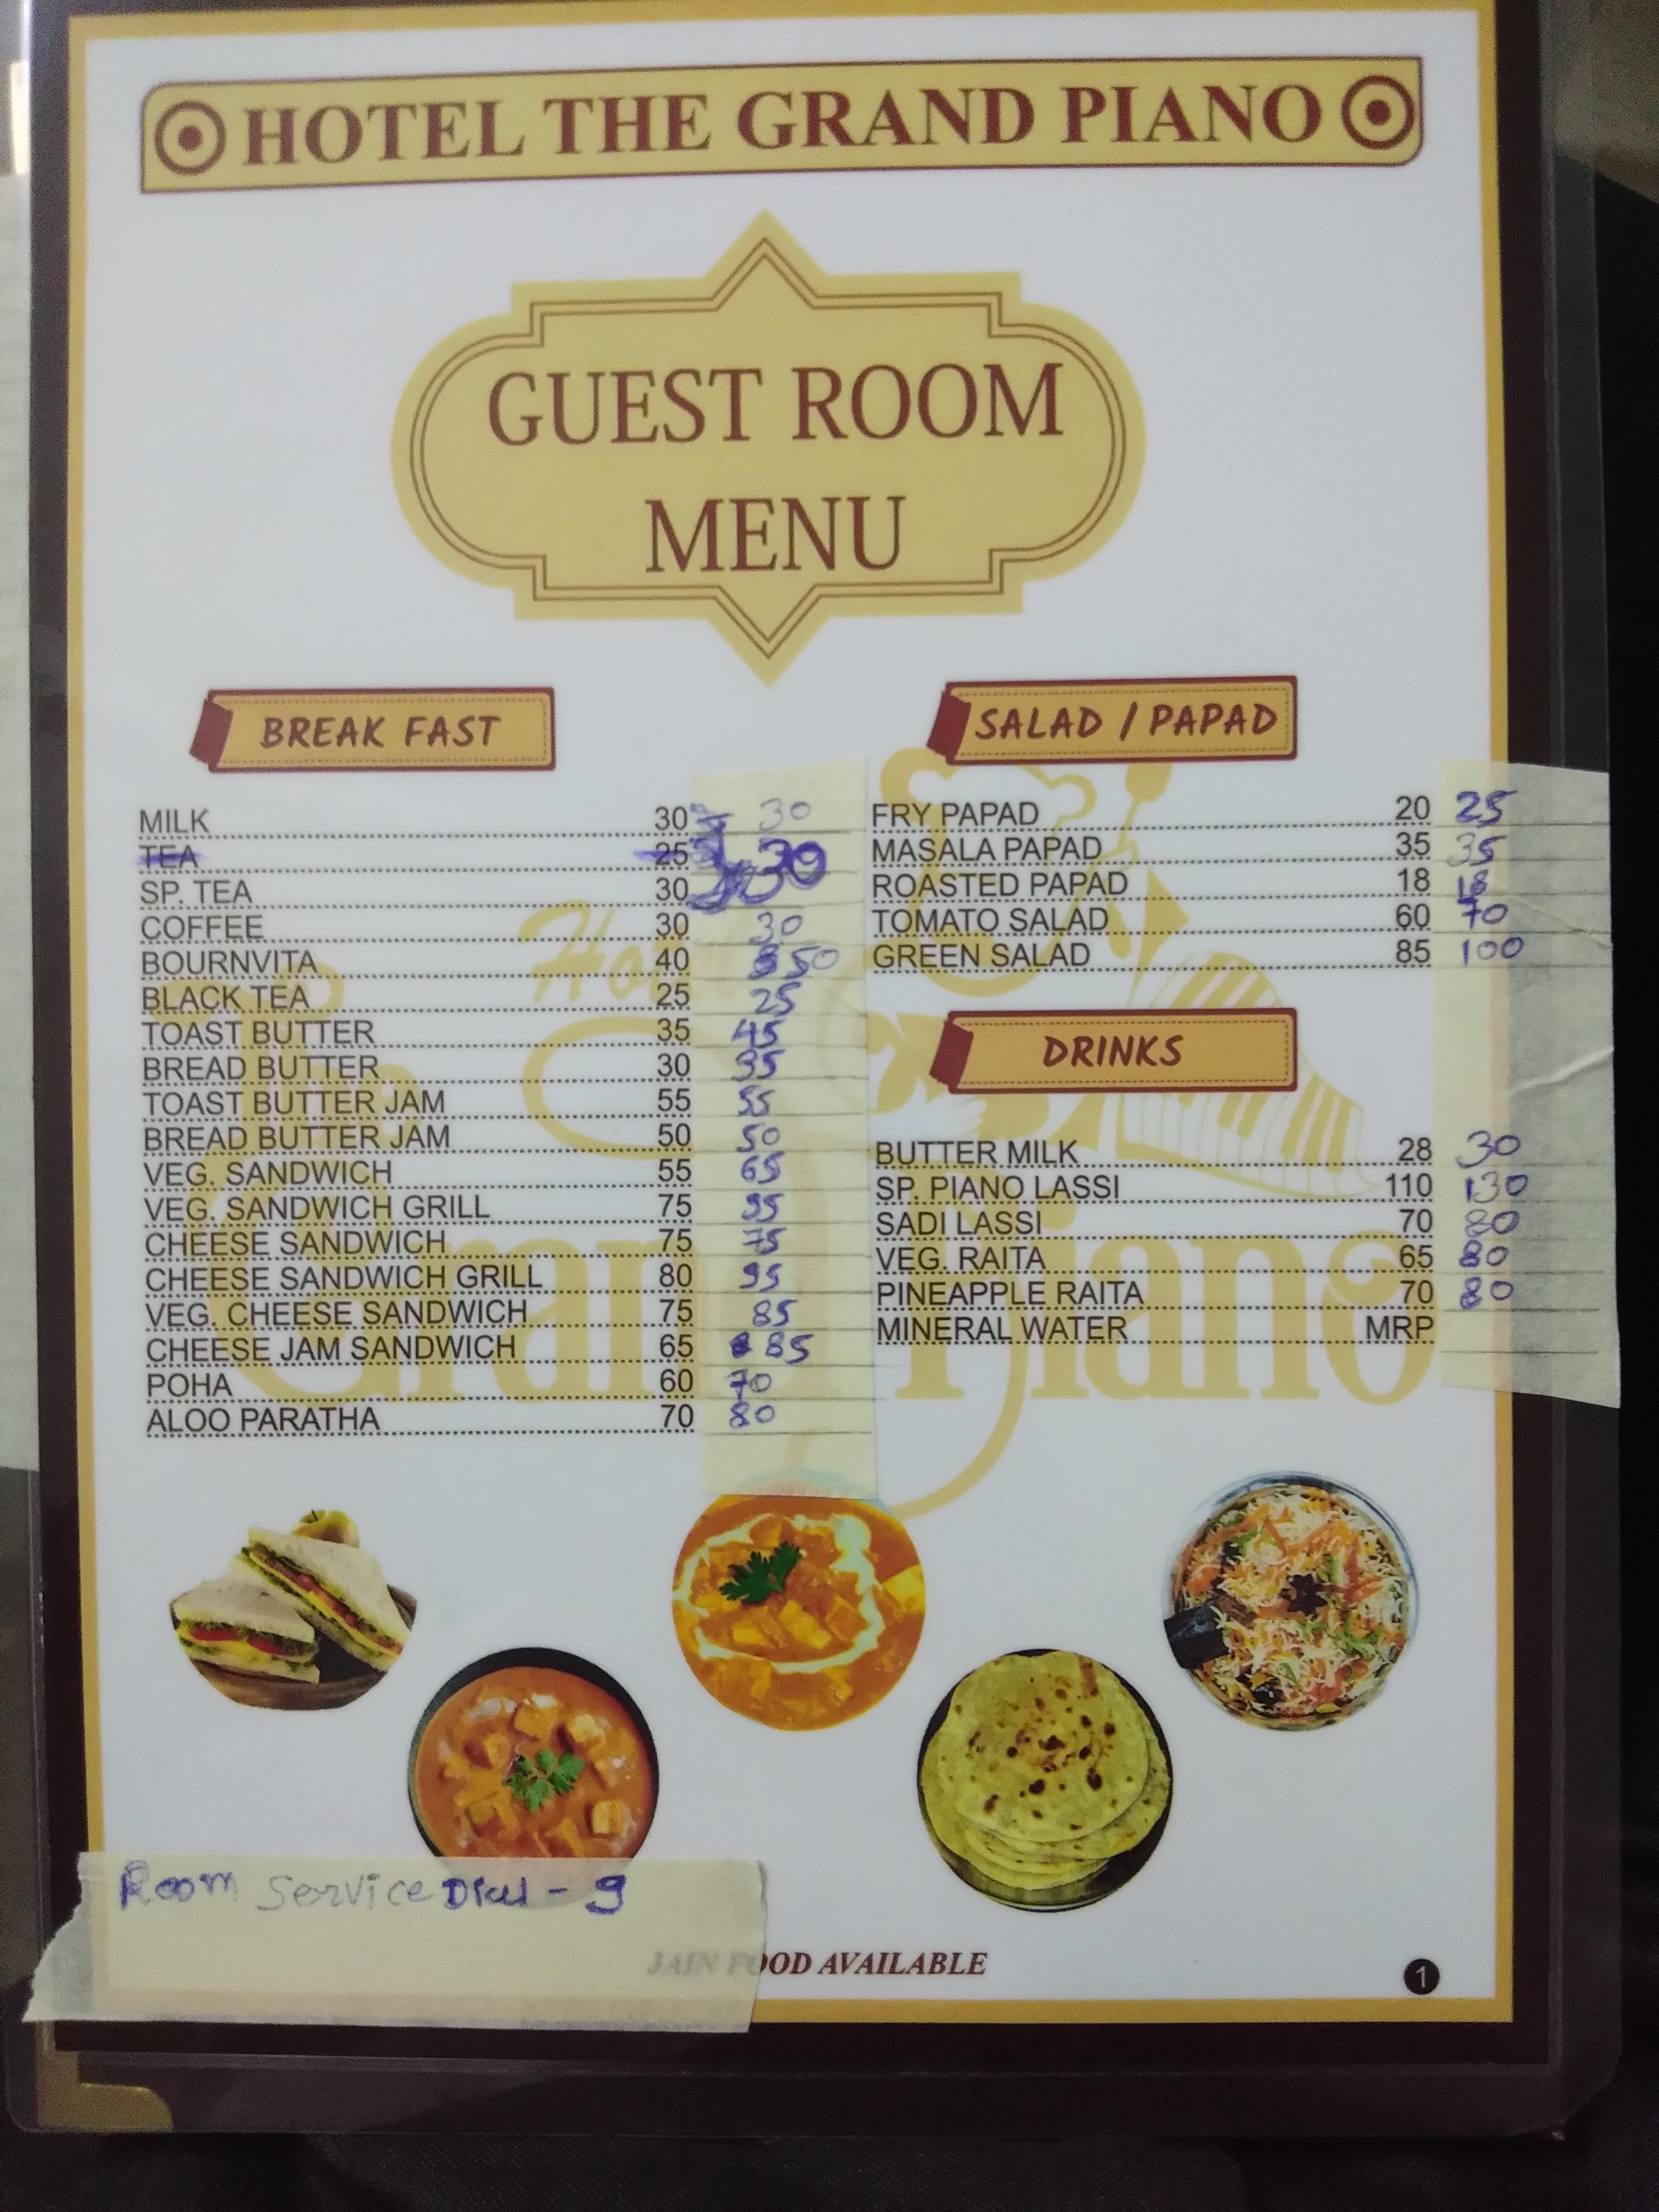 HOTEL THE GRAND PIANO
GUEST ROOM
MENU
BREAK FAST
MILK 30 30
TEA 25
SP. TEA 30 30
COFFEE 30 30
BOURNVITA 40 50
BLACK TEA 25 25
TOAST BUTTER 35 45
BREAD BUTTER 30 35
TOAST BUTTER JAM 55 55
BREAD BUTTER JAM 50 50
VEG. SANDWICH 55 65
VEG. SANDWICH GRILL 75 95
CHEESE SANDWICH 75 75
CHEESE SANDWICH GRILL 80 95
VEG. CHEESE SANDWICH 75 85
CHEESE JAM SANDWICH 65 85
POHA 60 70
ALOO PARATHA 70 80
SALAD / PAPAD
FRY PAPAD 20 25
MASALA PAPAD 35 35
ROASTED PAPAD 18 18
TOMATO SALAD 60 70
GREEN SALAD 85 100
DRINKS
BUTTER MILK 28 30
SP. PIANO LASSI 110 130
SADI LASSI 70 80
VEG. RAITA 65 80
PINEAPPLE RAITA 70 80
MINERAL WATER MRP
Room Service Dial - 9
JAIN FOOD AVAILABLE
1